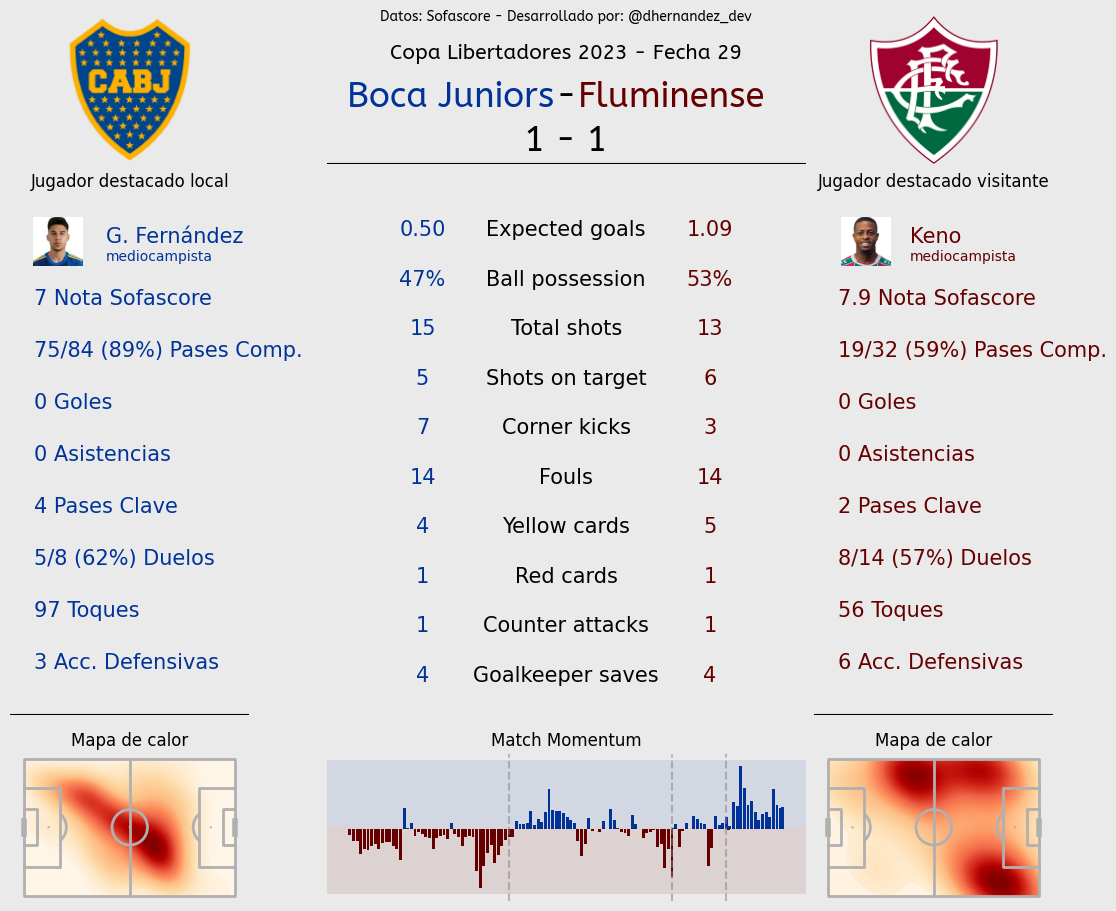 Datos: Sofascore - Desarrollado por: @dhernandez_dev
Copa Libertadores 2023 - Fecha 29
Boca Juniors-Fluminense
1 - 1
CABJ
Jugador destacado local
G. Fernández
mediocampista
7 Nota Sofascore
75/84 (89%) Pases Comp.
0 Goles
0 Asistencias
4 Pases Clave
5/8 (62%) Duelos
97 Toques
3 Acc. Defensivas
Mapa de calor
0.50 Expected goals 1.09
47% Ball possession 53%
15 Total shots 13
5 Shots on target 6
7 Corner kicks 3
14 Fouls 14
4 Yellow cards 5
1 Red cards 1
1 Counter attacks 1
4 Goalkeeper saves 4
Match Momentum
FFC
Jugador destacado visitante
Keno
mediocampista
7.9 Nota Sofascore
19/32 (59%) Pases Comp.
0 Goles
0 Asistencias
2 Pases Clave
8/14 (57%) Duelos
56 Toques
6 Acc. Defensivas
Mapa de calor